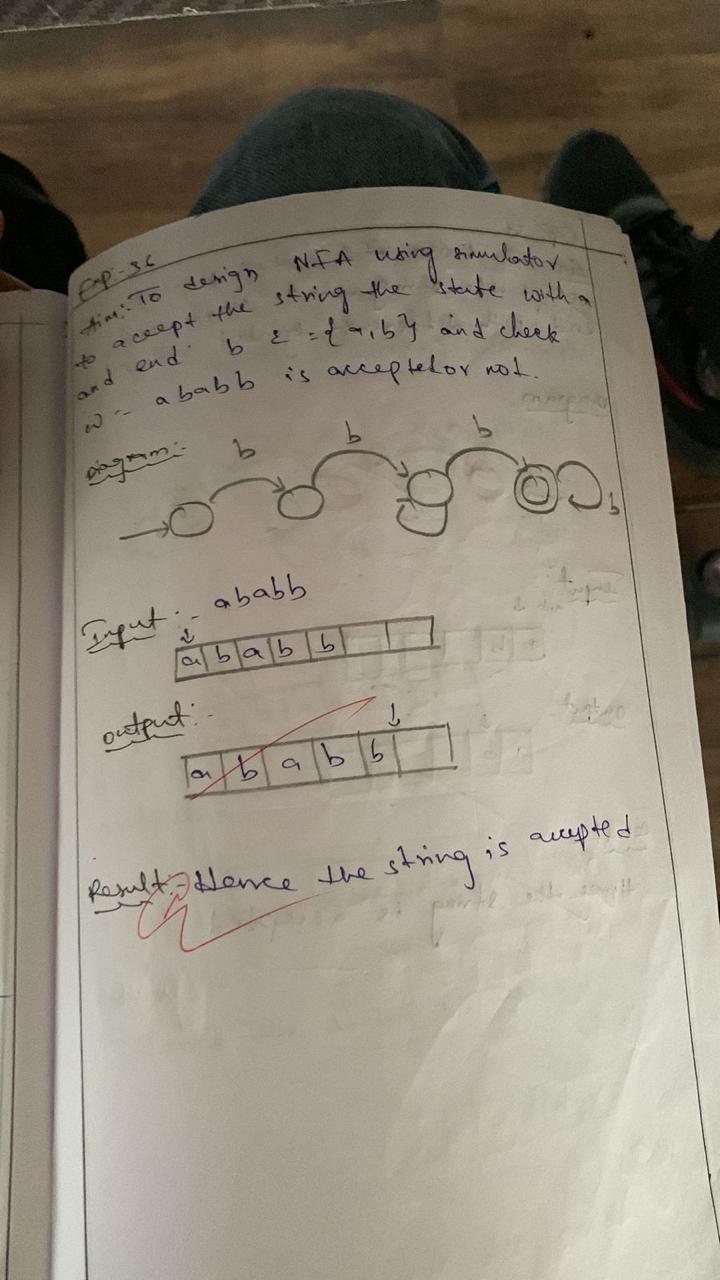 Exp:-36
Aim:- To design NFA using simulator
to accept the string the state with a
and end b Σ = {a,b} and check
w :- ababb is accepted or not.
Diagram:-
b b b
b
Input :- ababb
a b a b b
output:-
a b a b b
Result:- Hence the string is accepted